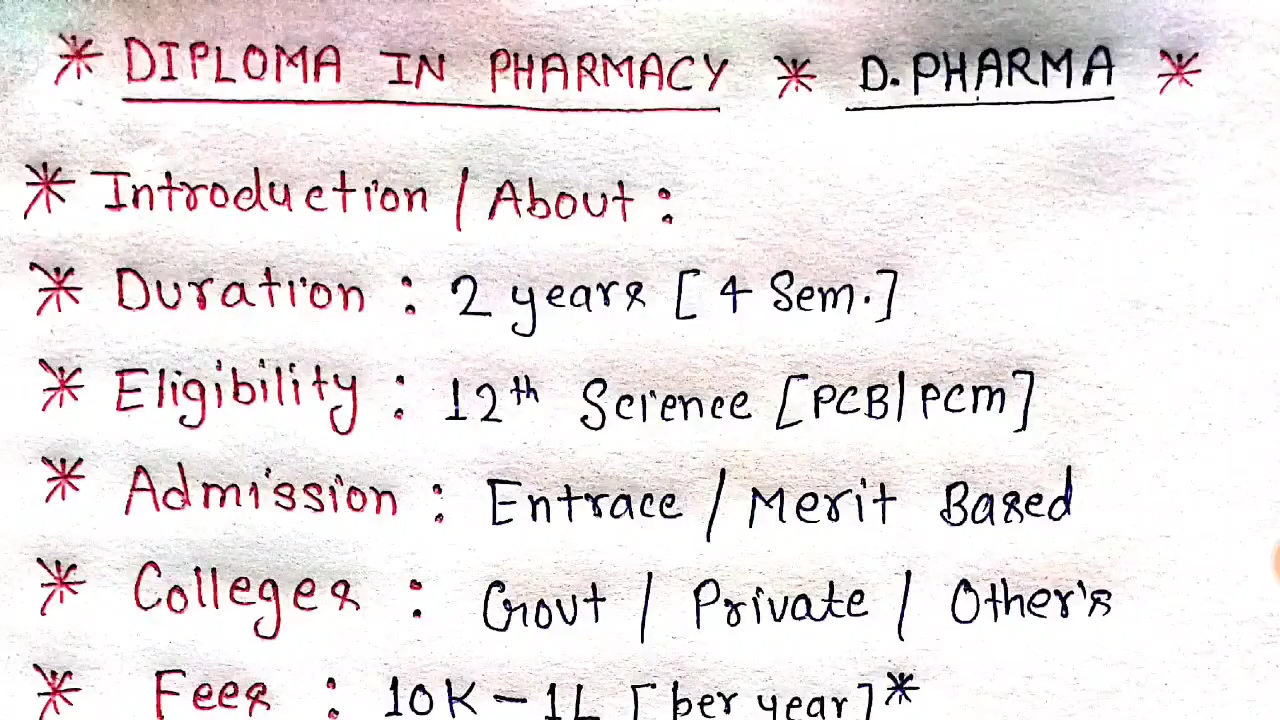 * DIPLOMA IN PHARMACY * D.PHARMA *
* Introduction / About :
* Duration : 2 years [ 4 Sem.]
* Eligibility : 12th Science [PCB/PCM]
* Admission : Entrace / Merit Based
* Colleges : Govt / Private / Other's
* Fees : 10K - 1L [per year]*